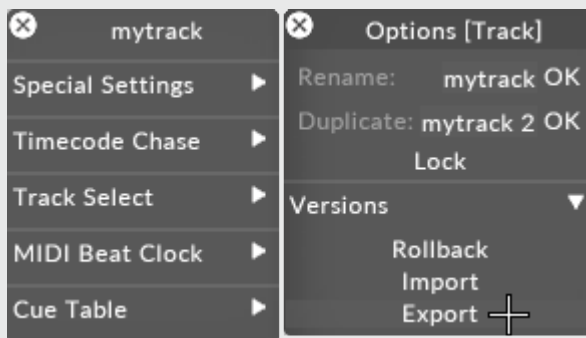 mytrack
Special Settings
Timecode Chase
Track Select
MIDI Beat Clock
Cue Table
Options [Track]
Rename: mytrack OK
Duplicate: mytrack 2 OK
Lock
Versions
Rollback
Import
Export